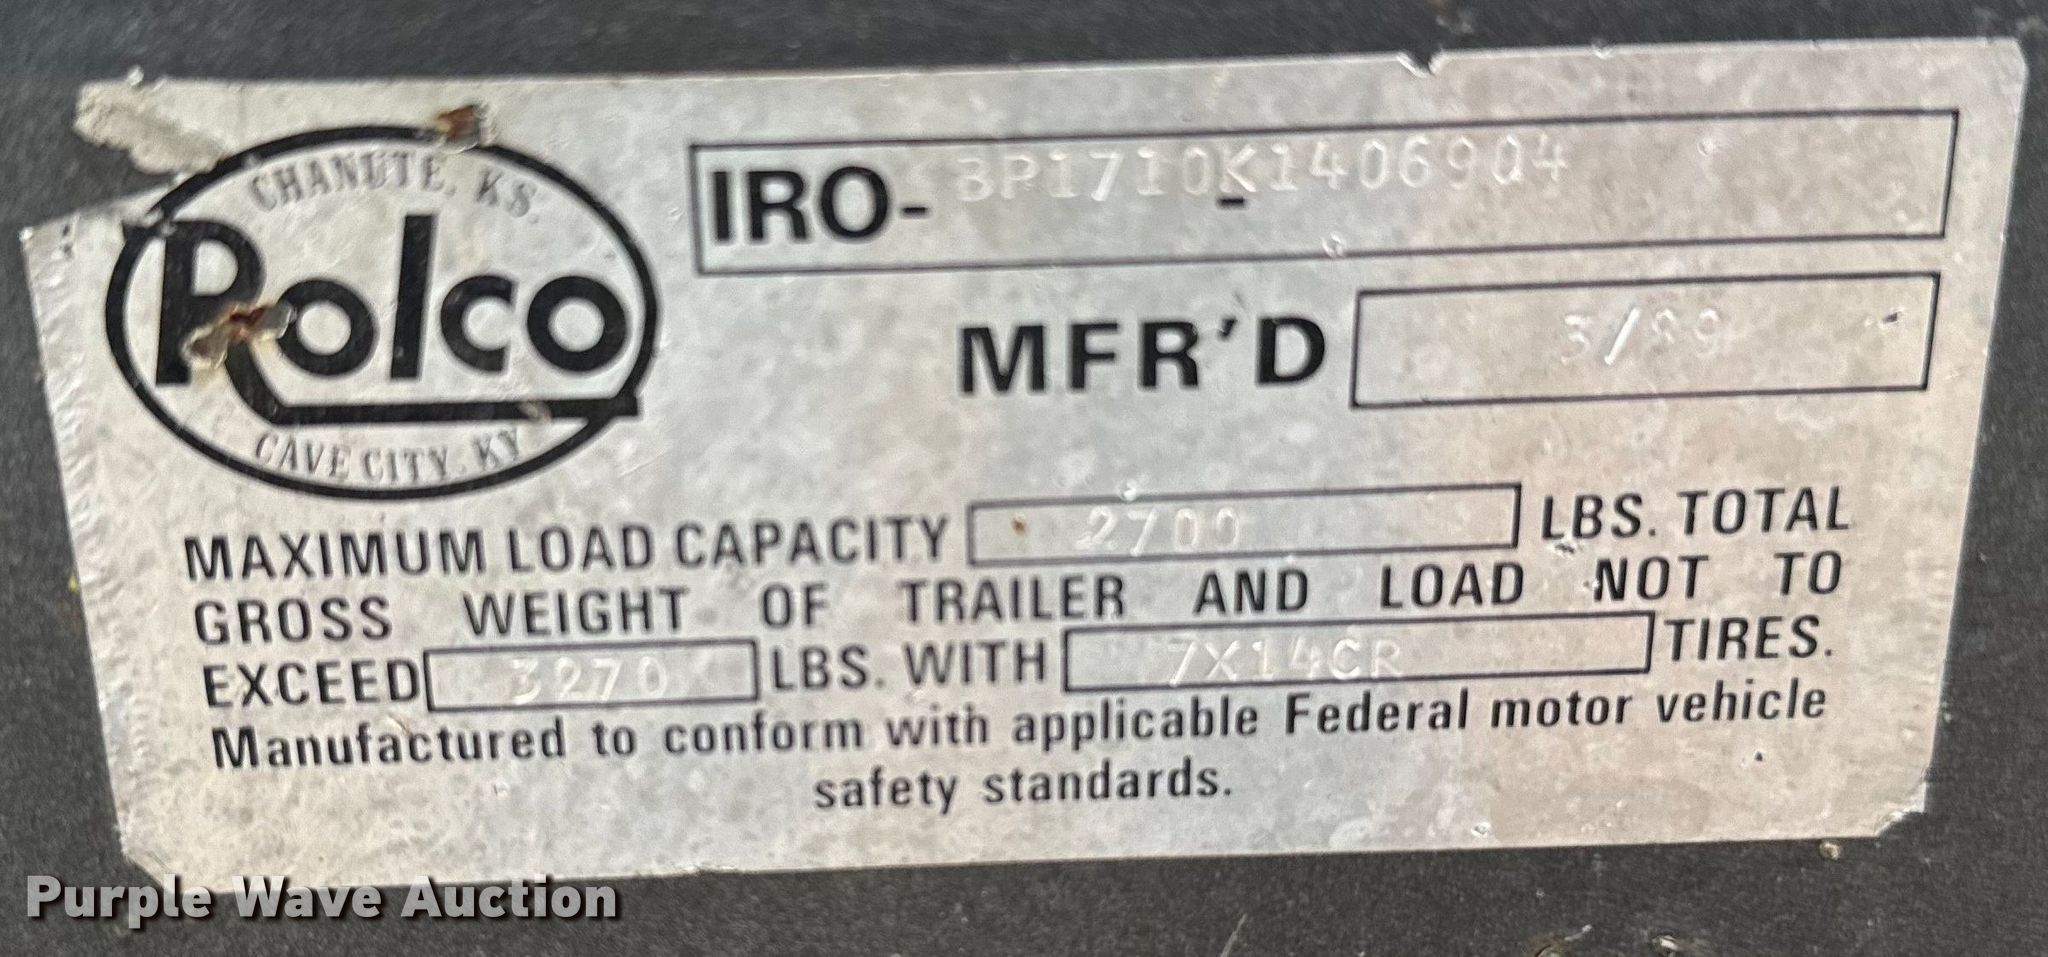 CHANUTE, KS.
Rolco
CAVE CITY, KY
IRO- 3P1710K1406904
MFR'D 3/89
MAXIMUM LOAD CAPACITY 2700 LBS. TOTAL
GROSS WEIGHT OF TRAILER AND LOAD NOT TO
EXCEED 3270 LBS. WITH 7X14CR TIRES.
Manufactured to conform with applicable Federal motor vehicle
safety standards.
Purple Wave Auction